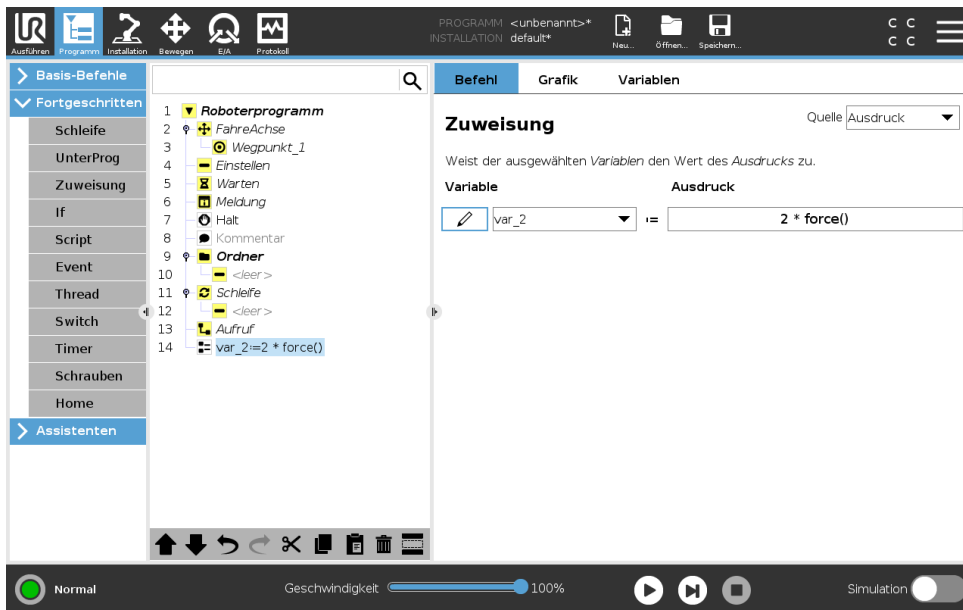 UR
Ausführen Programm Installation Bewegen E/A Protokoll
PROGRAMM <unbenannt>*
INSTALLATION default*
Neu... Öffnen... Speichern...
C C
C C
Basis-Befehle
Fortgeschritten
Schleife
UnterProg
Zuweisung
If
Script
Event
Thread
Switch
Timer
Schrauben
Home
Assistenten
1 Roboterprogramm
2 FahreAchse
3 Wegpunkt_1
4 Einstellen
5 Warten
6 Meldung
7 Halt
8 Kommentar
9 Ordner
10 <leer>
11 Schleife
12 <leer>
13 Aufruf
14 var_2:=2 * force()
Befehl Grafik Variablen
Zuweisung
Quelle Ausdruck
Weist der ausgewählten Variablen den Wert des Ausdrucks zu.
Variable Ausdruck
var_2 := 2 * force()
Normal
Geschwindigkeit 100%
Simulation